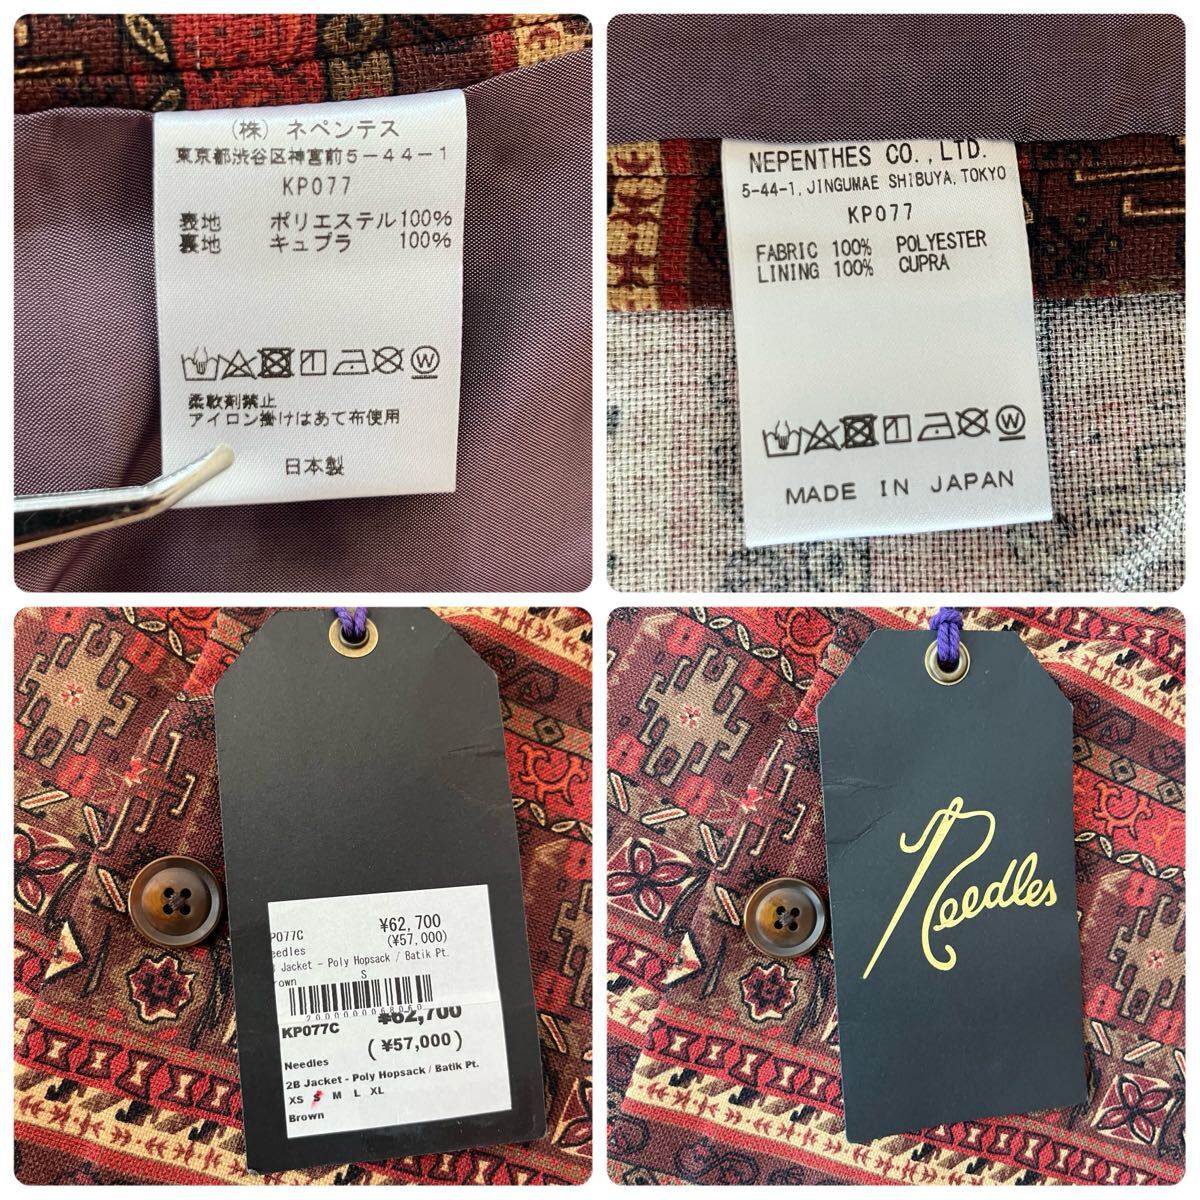 (株) ネペンテス
東京都渋谷区神宮前5-44-1
KP077
表地 ポリエステル100%
裏地 キュプラ 100%
W
柔軟剤禁止
アイロン掛けはあて布使用
日本製
NEPENTHES CO.,LTD.
5-44-1, JINGUMAE SHIBUYA, TOKYO
KP077
FABRIC 100% POLYESTER
LINING 100% CUPRA
W
MADE IN JAPAN
P077C ¥62,700
(¥57,000)
eedles
Jacket - Poly Hopsack / Batik Pt.
S
rown
KP077C ¥62,700
(¥57,000)
Needles
2B Jacket - Poly Hopsack / Batik Pt.
XS S M L XL
Brown
Needles